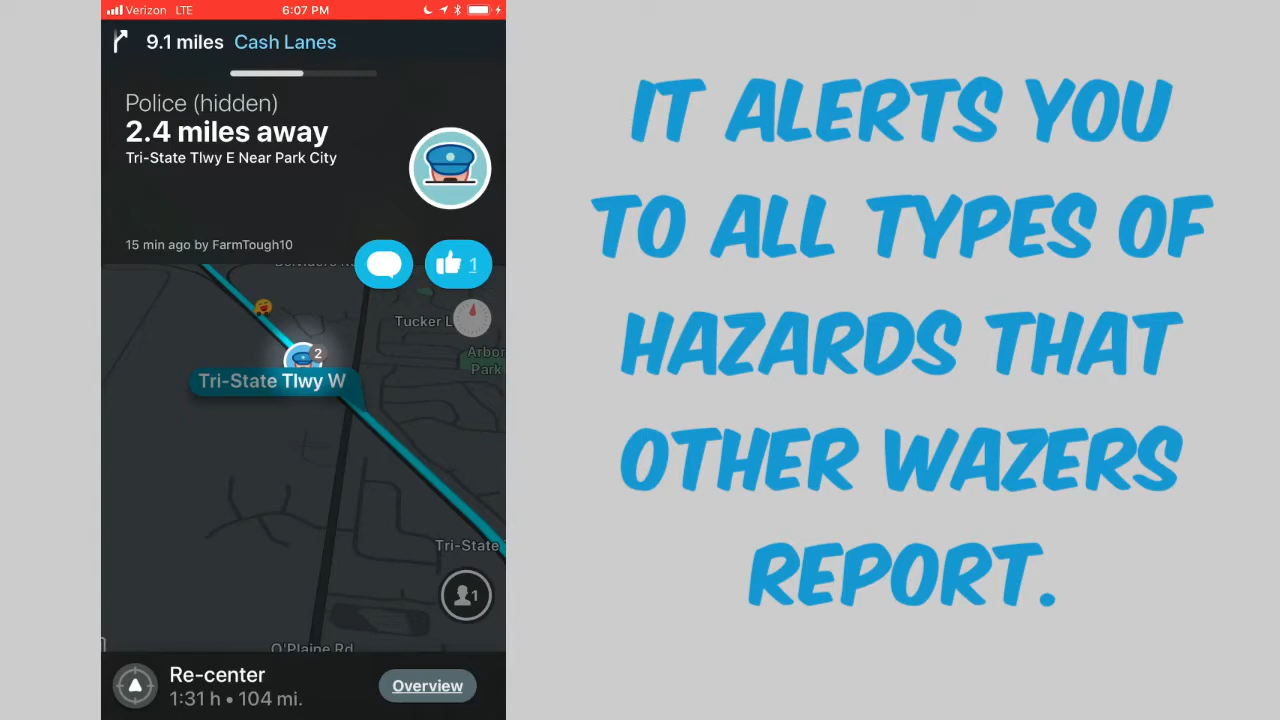 Verizon LTE 6:07 PM
9.1 miles Cash Lanes
Police (hidden)
2.4 miles away
Tri-State Tlwy E Near Park City
15 min ago by FarmTough10
1
Tucker L
Arbor
Park
2
Tri-State Tlwy W
Tri-State
1
O'Plaine Rd
Re-center
1:31 h • 104 mi.
Overview
IT ALERTS YOU
TO ALL TYPES OF
HAZARDS THAT
OTHER WAZERS
REPORT.